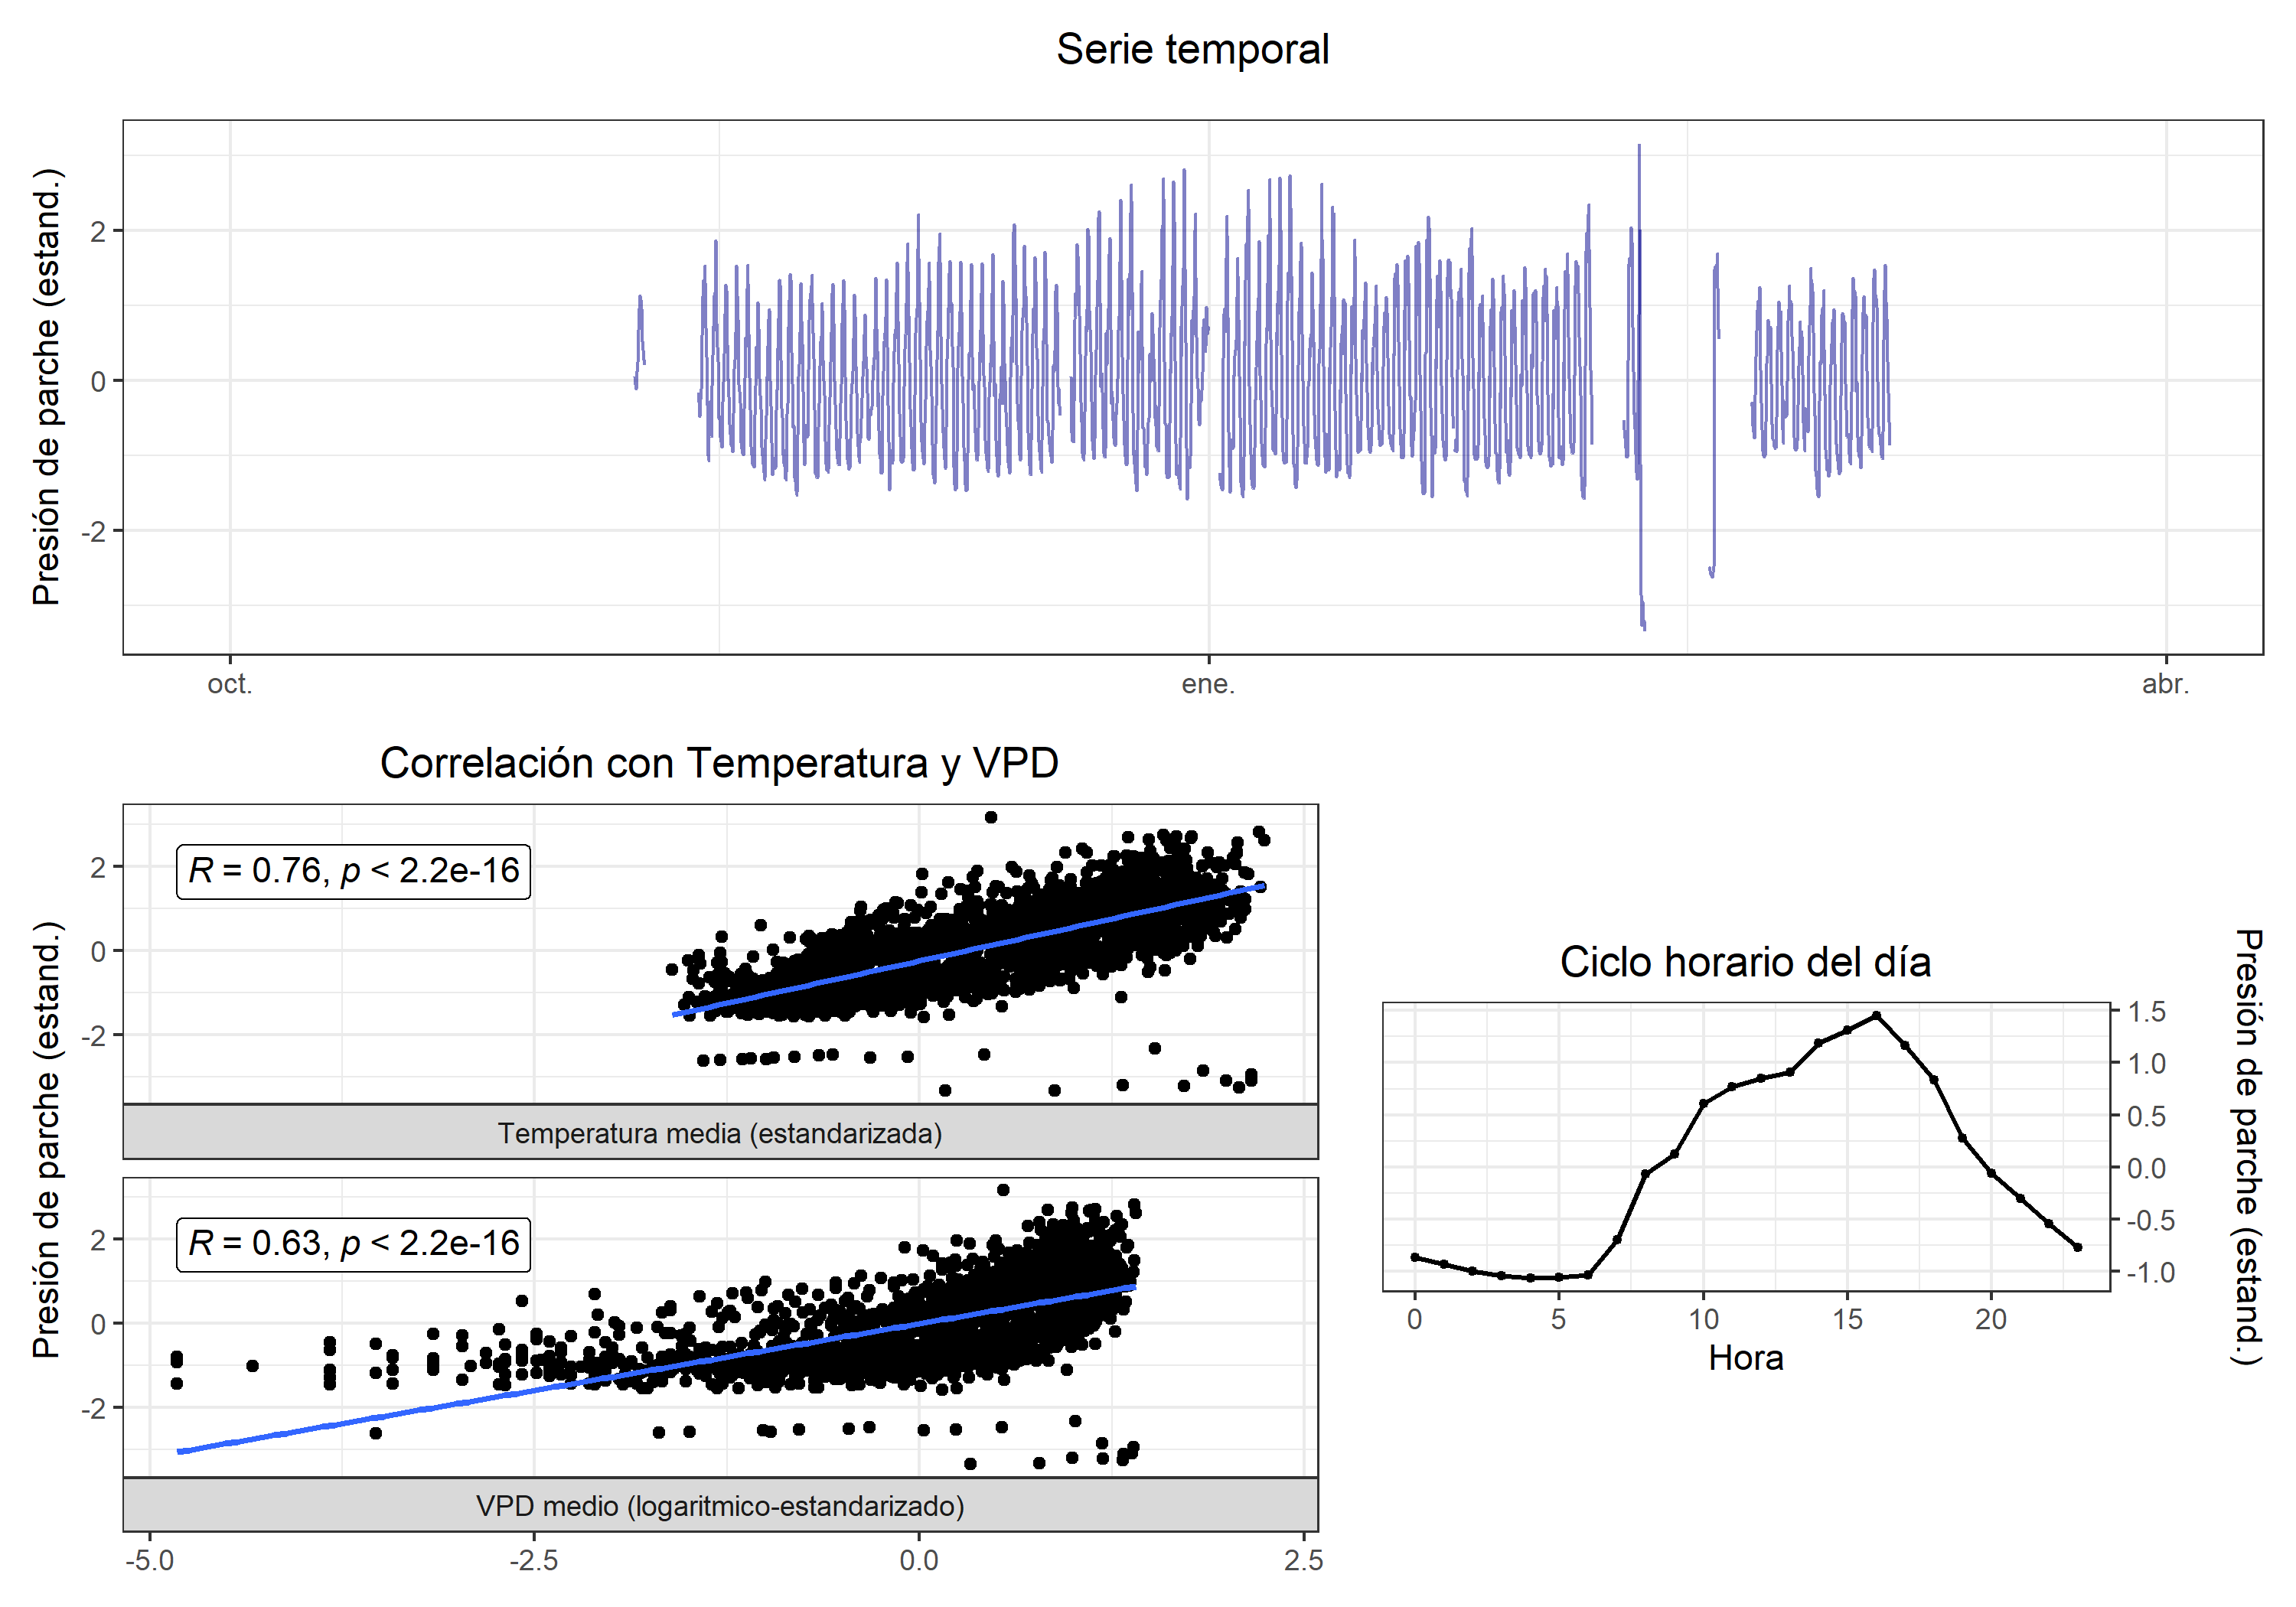 Serie temporal
Presión de parche (estand.)
2
0
-2
oct.
ene.
abr.
Correlación con Temperatura y VPD
Presión de parche (estand.)
2
0
-2
R = 0.76, p < 2.2e-16
Temperatura media (estandarizada)
2
0
-2
R = 0.63, p < 2.2e-16
VPD medio (logaritmico-estandarizado)
-5.0
-2.5
0.0
2.5
Ciclo horario del día
1.5
1.0
0.5
0.0
-0.5
-1.0
Presión de parche (estand.)
0
5
10
15
20
Hora